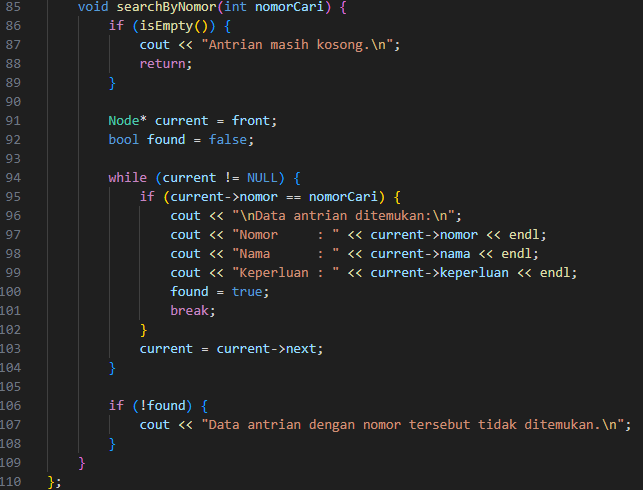 85 void searchByNomor(int nomorCari) {
86 if (isEmpty()) {
87 cout << "Antrian masih kosong.\n";
88 return;
89 }
90
91 Node* current = front;
92 bool found = false;
93
94 while (current != NULL) {
95 if (current->nomor == nomorCari) {
96 cout << "\nData antrian ditemukan:\n";
97 cout << "Nomor     : " << current->nomor << endl;
98 cout << "Nama      : " << current->nama << endl;
99 cout << "Keperluan : " << current->keperluan << endl;
100 found = true;
101 break;
102 }
103 current = current->next;
104 }
105
106 if (!found) {
107 cout << "Data antrian dengan nomor tersebut tidak ditemukan.\n";
108 }
109 }
110 };